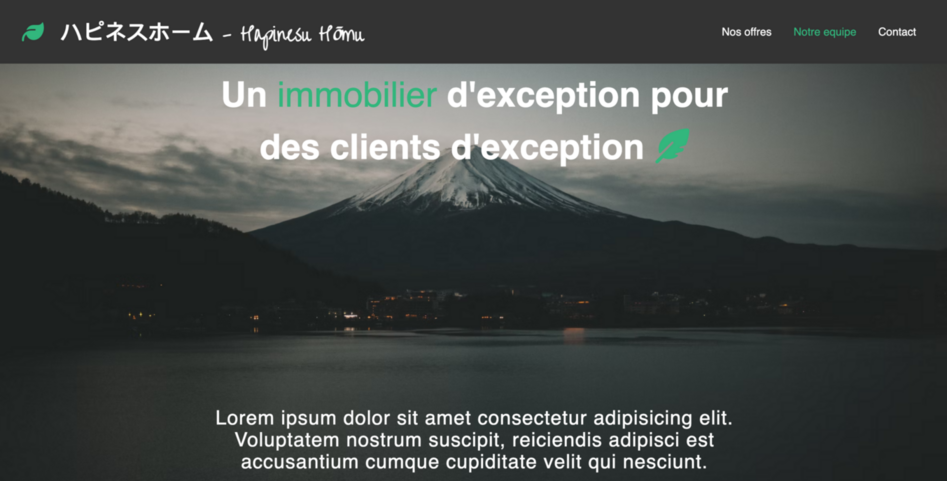 ハピネスホーム - Hapinesu Hōmu
Nos offres Notre equipe Contact
Un immobilier d'exception pour
des clients d'exception
Lorem ipsum dolor sit amet consectetur adipisicing elit.
Voluptatem nostrum suscipit, reiciendis adipisci est
accusantium cumque cupiditate velit qui nesciunt.